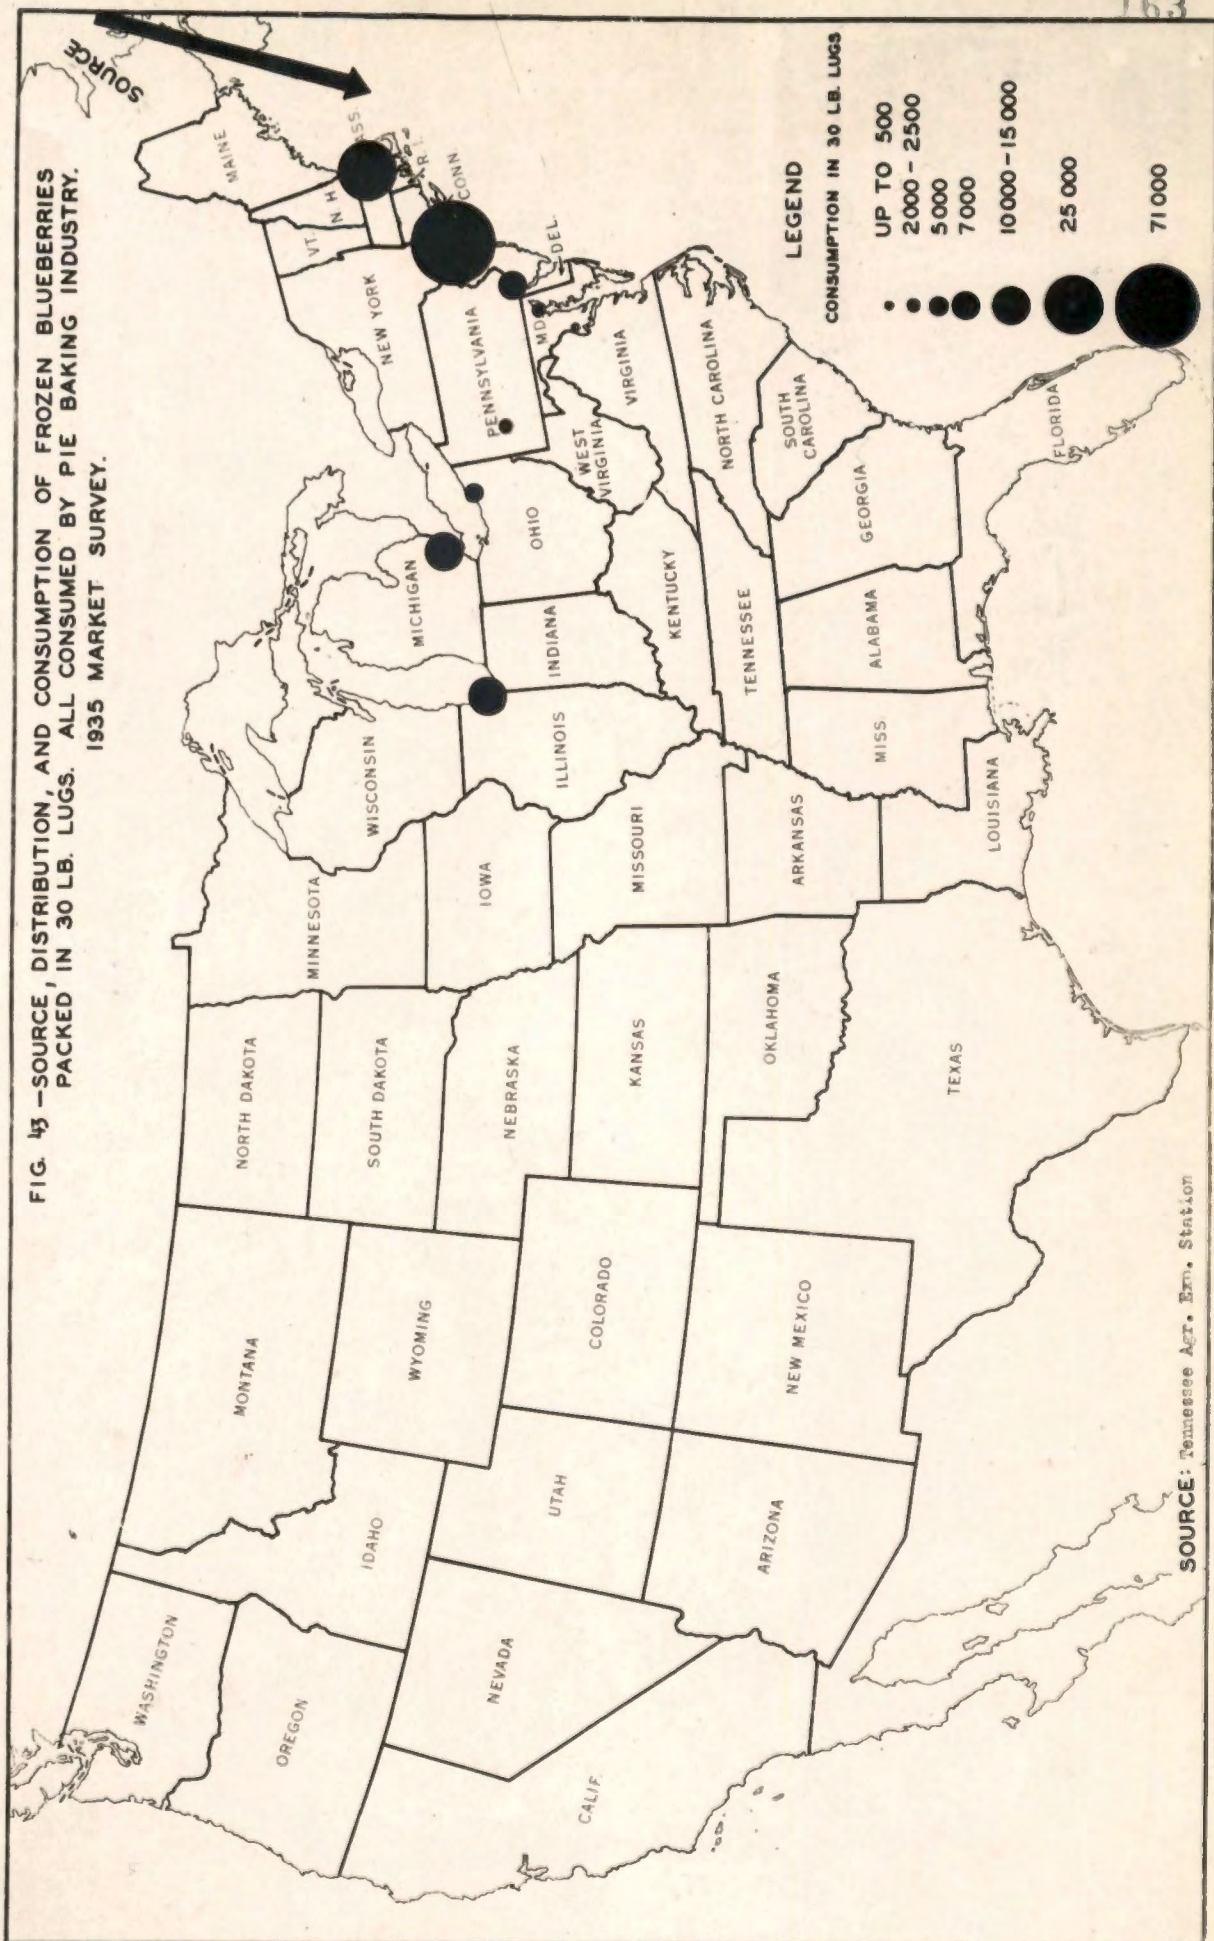 163
FIG. 43 —SOURCE, DISTRIBUTION, AND CONSUMPTION OF FROZEN BLUEBERRIES
PACKED IN 30 LB. LUGS. ALL CONSUMED BY PIE BAKING INDUSTRY.
1935 MARKET SURVEY.
SOURCE
WASHINGTON
OREGON
CALIF.
NEVADA
IDAHO
MONTANA
WYOMING
UTAH
ARIZONA
COLORADO
NEW MEXICO
NORTH DAKOTA
SOUTH DAKOTA
NEBRASKA
KANSAS
OKLAHOMA
TEXAS
MINNESOTA
IOWA
MISSOURI
ARKANSAS
LOUISIANA
WISCONSIN
ILLINOIS
MISS
MICHIGAN
INDIANA
OHIO
KENTUCKY
TENNESSEE
ALABAMA
GEORGIA
FLORIDA
WEST
VIRGINIA
VIRGINIA
NORTH CAROLINA
SOUTH
CAROLINA
PENNSYLVANIA
NEW YORK
MD.
DEL.
VT.
N H
MAINE
ASS.
R.I.
CONN.
LEGEND
CONSUMPTION IN 30 LB. LUGS
UP TO 500
2000 - 2500
5000
7000
10000 - 15000
25000
71000
SOURCE: Tennessee Agr. Exp. Station